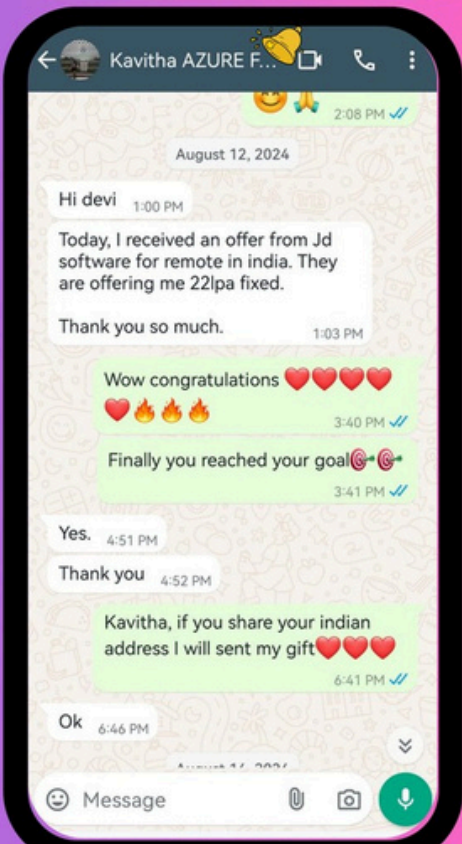 Kavitha AZURE F...
2:08 PM
August 12, 2024
Hi devi 1:00 PM
Today, I received an offer from Jd
software for remote in india. They
are offering me 22lpa fixed.
Thank you so much. 1:03 PM
Wow congratulations ❤️❤️❤️❤️
❤️🔥🔥🔥
3:40 PM
Finally you reached your goal🎯🎯
3:41 PM
Yes. 4:51 PM
Thank you 4:52 PM
Kavitha, if you share your indian
address I will sent my gift❤️❤️❤️
6:41 PM
Ok 6:46 PM
Message